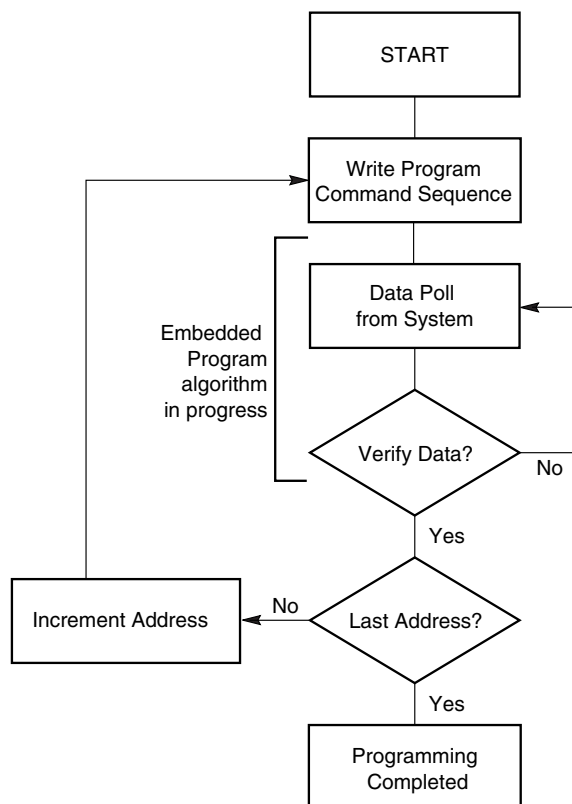 START
Write Program
Command Sequence
Data Poll
from System
Embedded
Program
algorithm
in progress
Verify Data?
No
Yes
Increment Address
No
Last Address?
Yes
Programming
Completed